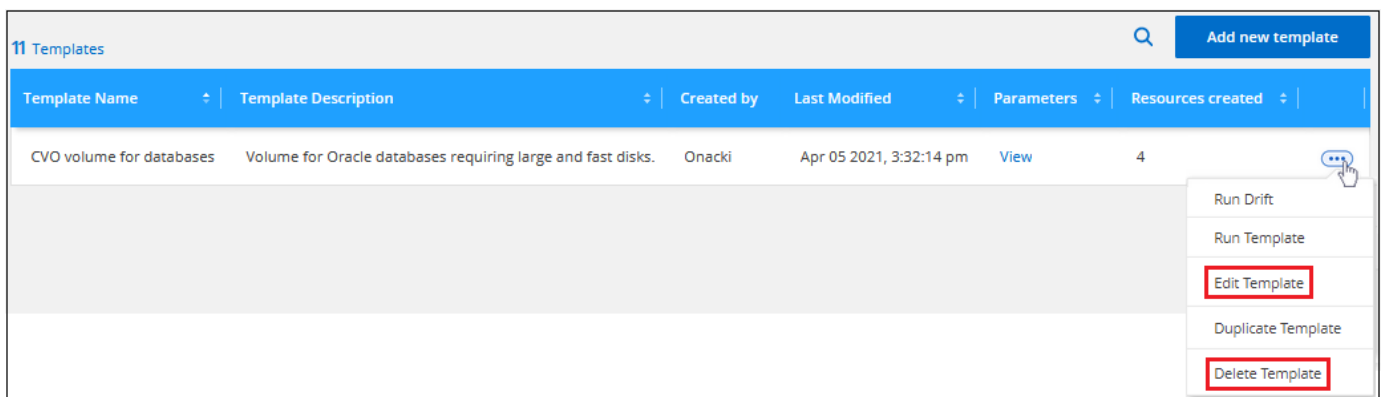 11 Templates
Add new template
Template Name Template Description Created by Last Modified Parameters Resources created
CVO volume for databases Volume for Oracle databases requiring large and fast disks. Onacki Apr 05 2021, 3:32:14 pm View 4
Run Drift
Run Template
Edit Template
Duplicate Template
Delete Template